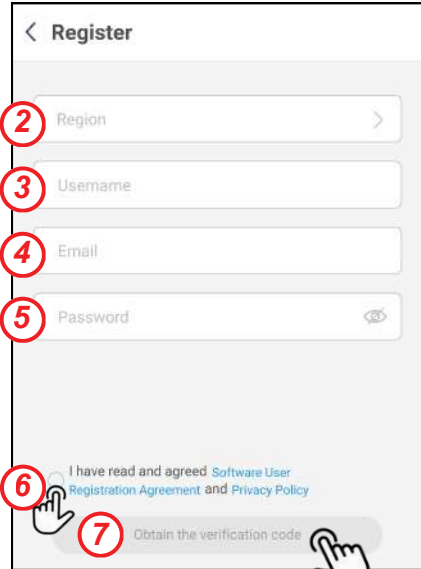 Register
2 Region
3 Username
4 Email
5 Password
I have read and agreed Software User
6 Registration Agreement and Privacy Policy
7 Obtain the verification code